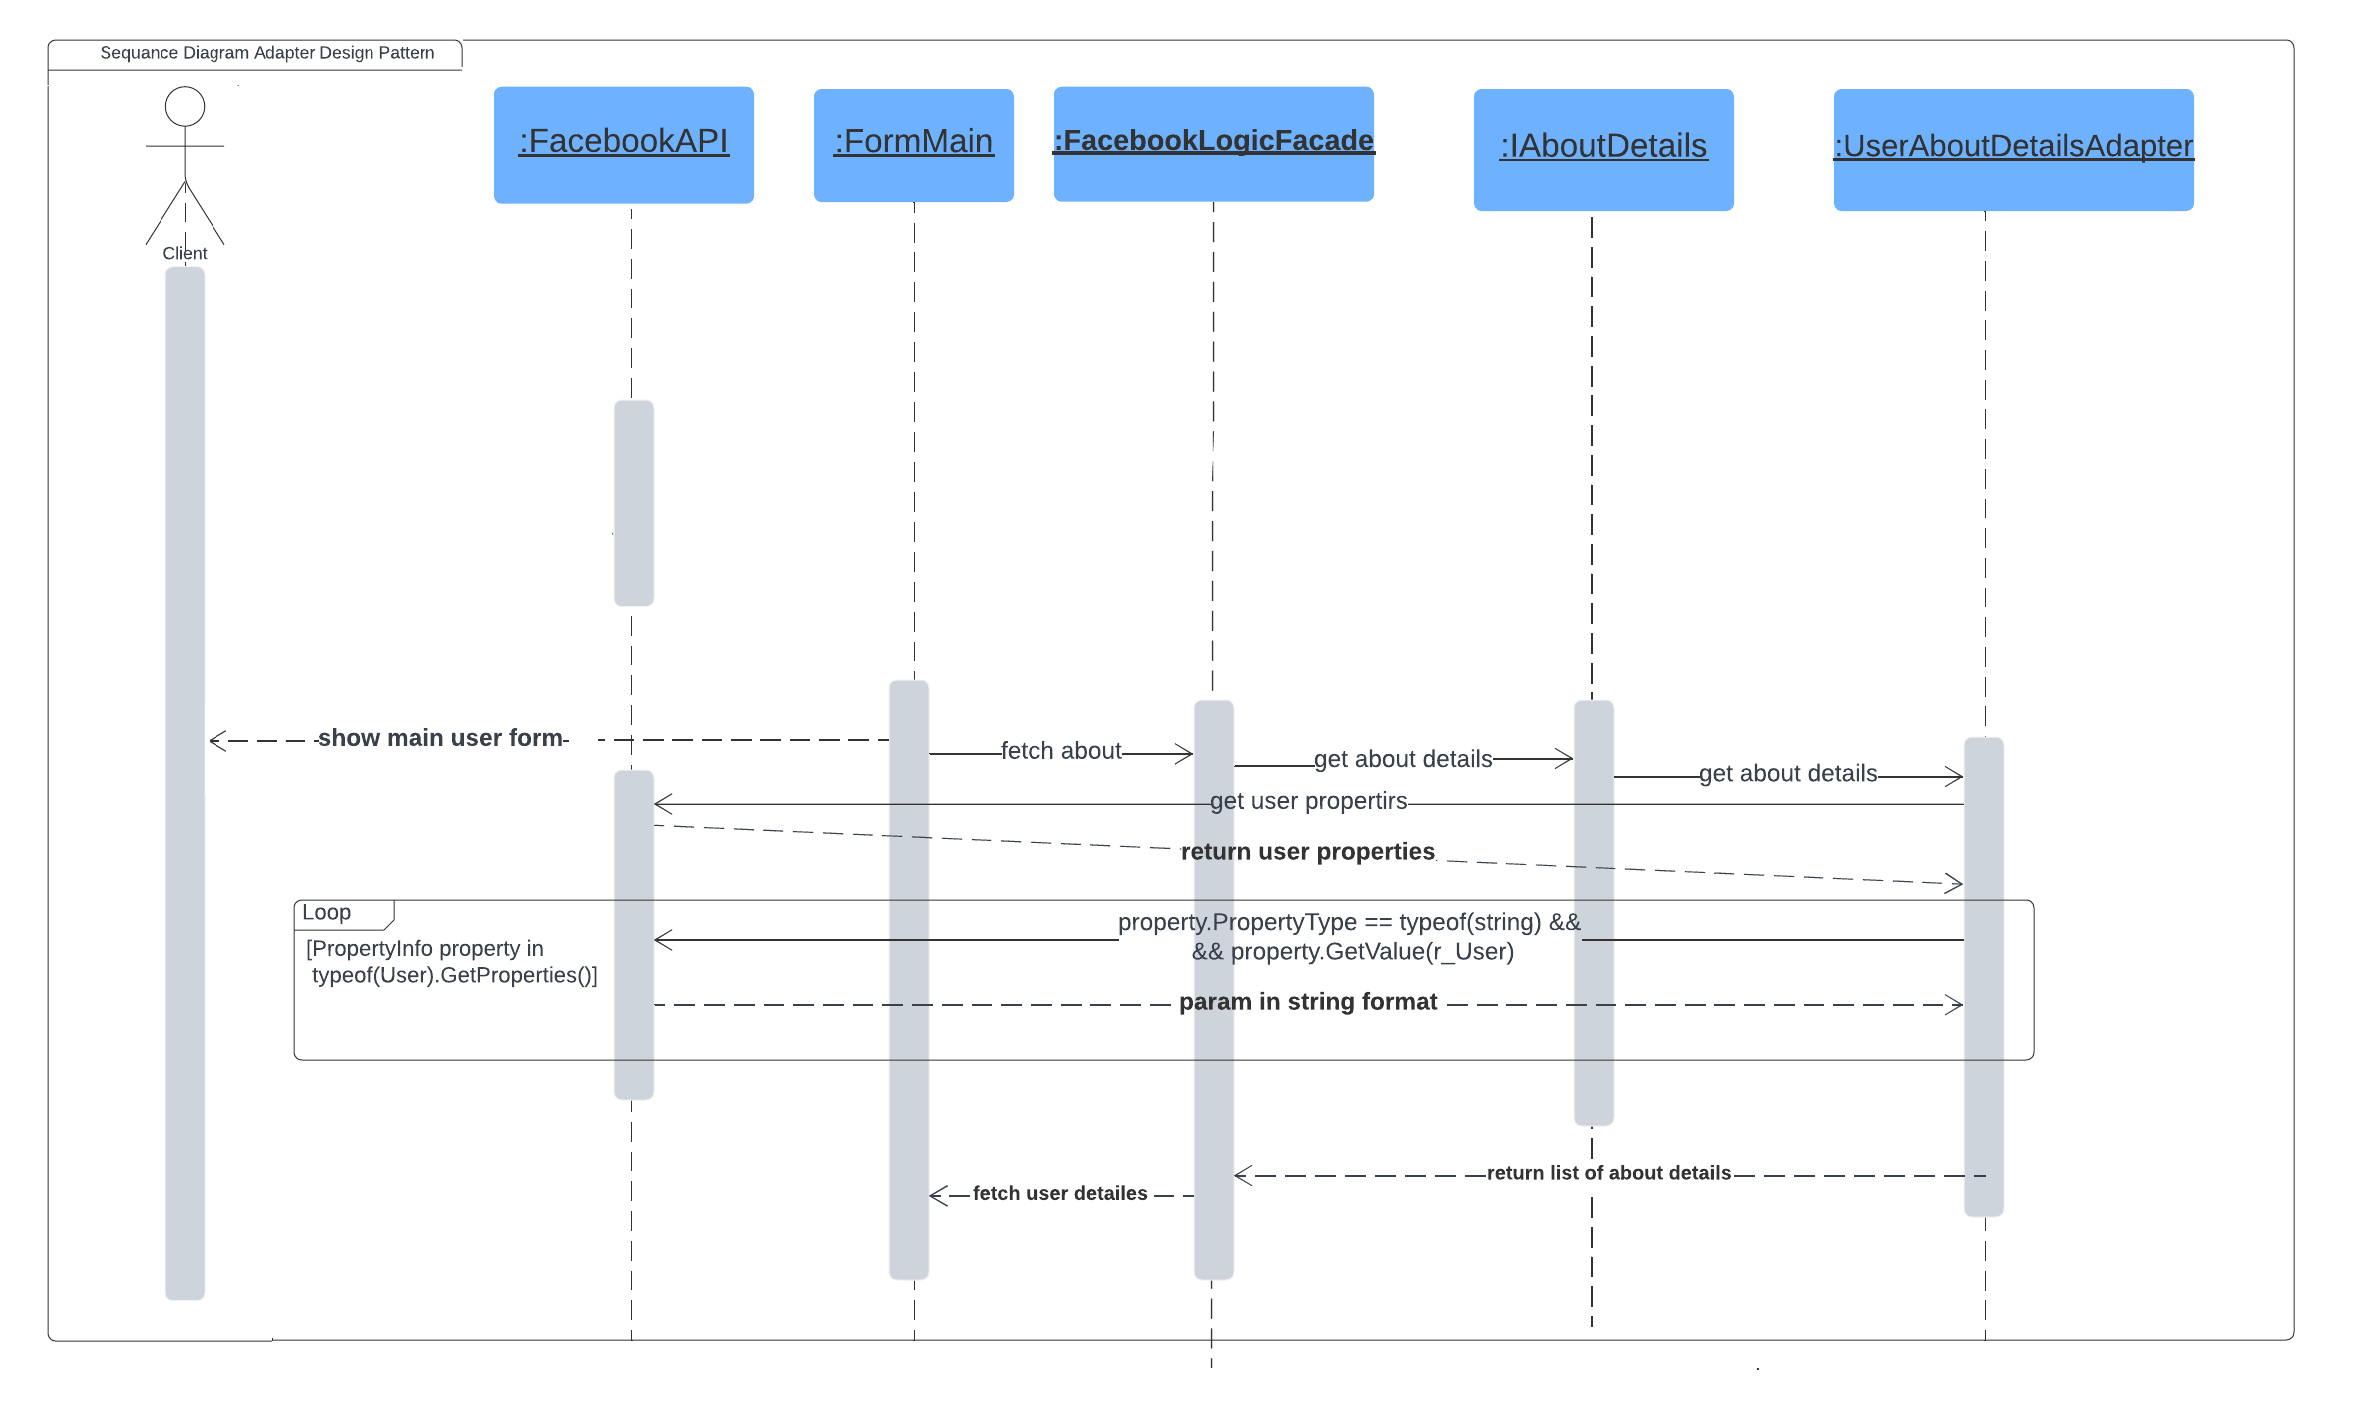 Sequance Diagram Adapter Design Pattern
:FacebookAPI
:FormMain
:FacebookLogicFacade
:IAboutDetails
:UserAboutDetailsAdapter
Client
show main user form
fetch about
get about details
get about details
get user propertirs
return user properties
Loop
[PropertyInfo property in
typeof(User).GetProperties()]
property.PropertyType == typeof(string) &&
&& property.GetValue(r_User)
param in string format
return list of about details
fetch user detailes